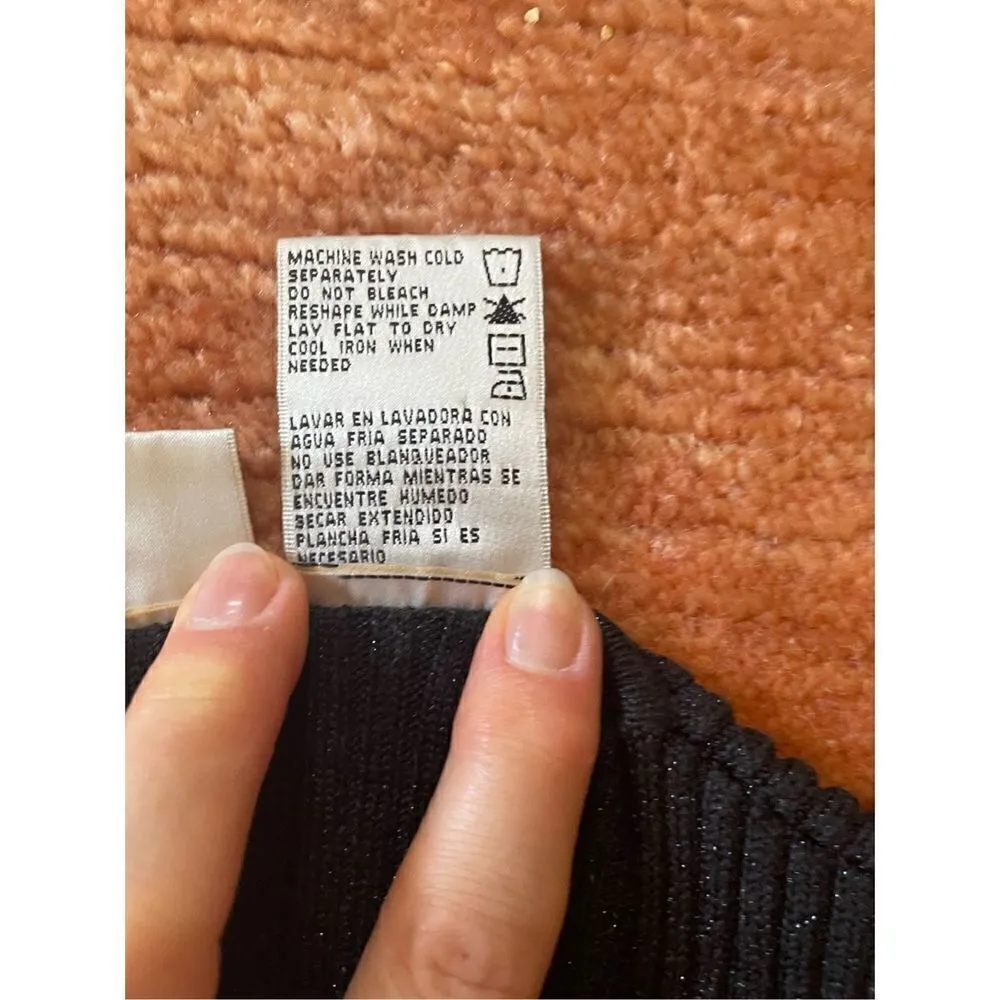 MACHINE WASH COLD
SEPARATELY
DO NOT BLEACH
RESHAPE WHILE DAMP
LAY FLAT TO DRY
COOL IRON WHEN
NEEDED
LAVAR EN LAVADORA CON
AGUA FRIA SEPARADO
NO USE BLANQUEADOR
DAR FORMA MIENTRAS SE
ENCUENTRE HUMEDO
SECAR EXTENDIDO
PLANCHA FRIA SI ES
NECESARIO